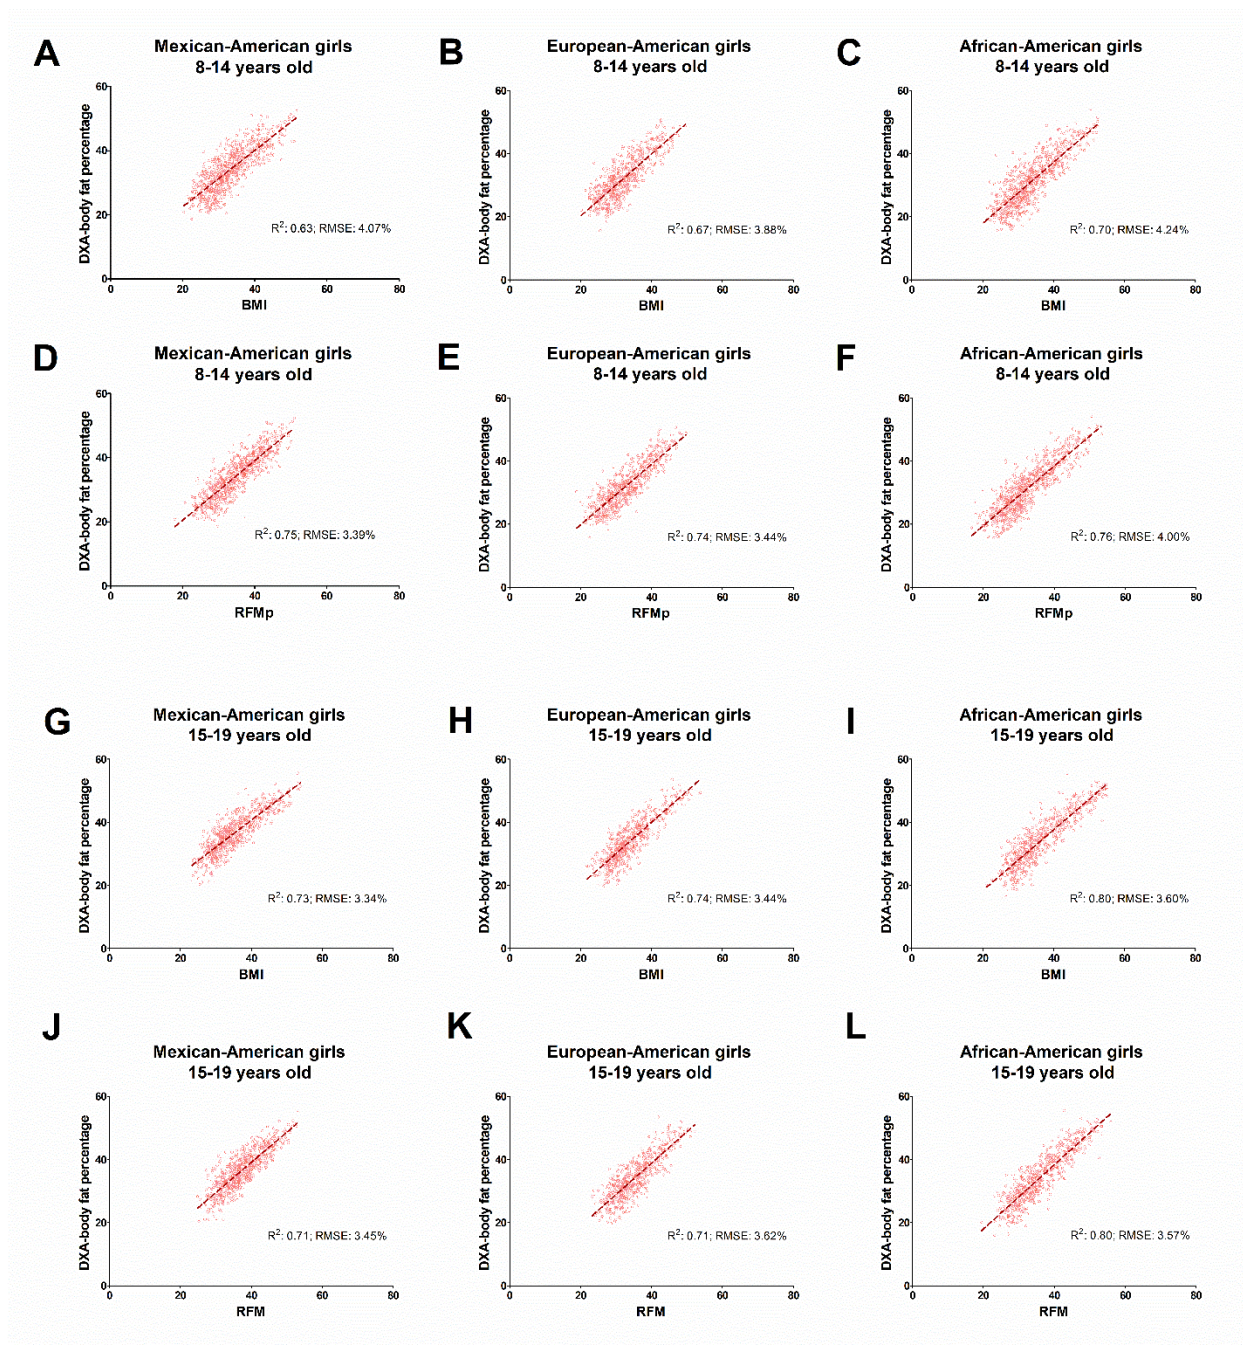 A
Mexican-American girls
8-14 years old
DXA-body fat percentage
60
40
20
0
R²: 0.63; RMSE: 4.07%
0 20 40 60 80
BMI
B
European-American girls
8-14 years old
DXA-body fat percentage
60
40
20
0
R²: 0.67; RMSE: 3.88%
0 20 40 60 80
BMI
C
African-American girls
8-14 years old
DXA-body fat percentage
60
40
20
0
R²: 0.70; RMSE: 4.24%
0 20 40 60 80
BMI
D
Mexican-American girls
8-14 years old
DXA-body fat percentage
60
40
20
0
R²: 0.75; RMSE: 3.39%
0 20 40 60 80
RFMp
E
European-American girls
8-14 years old
DXA-body fat percentage
60
40
20
0
R²: 0.74; RMSE: 3.44%
0 20 40 60 80
RFMp
F
African-American girls
8-14 years old
DXA-body fat percentage
60
40
20
0
R²: 0.76; RMSE: 4.00%
0 20 40 60 80
RFMp
G
Mexican-American girls
15-19 years old
DXA-body fat percentage
60
40
20
0
R²: 0.73; RMSE: 3.34%
0 20 40 60 80
BMI
H
European-American girls
15-19 years old
DXA-body fat percentage
60
40
20
0
R²: 0.74; RMSE: 3.44%
0 20 40 60 80
BMI
I
African-American girls
15-19 years old
DXA-body fat percentage
60
40
20
0
R²: 0.80; RMSE: 3.60%
0 20 40 60 80
BMI
J
Mexican-American girls
15-19 years old
DXA-body fat percentage
60
40
20
0
R²: 0.71; RMSE: 3.45%
0 20 40 60 80
RFM
K
European-American girls
15-19 years old
DXA-body fat percentage
60
40
20
0
R²: 0.71; RMSE: 3.62%
0 20 40 60 80
RFM
L
African-American girls
15-19 years old
DXA-body fat percentage
60
40
20
0
R²: 0.80; RMSE: 3.57%
0 20 40 60 80
RFM